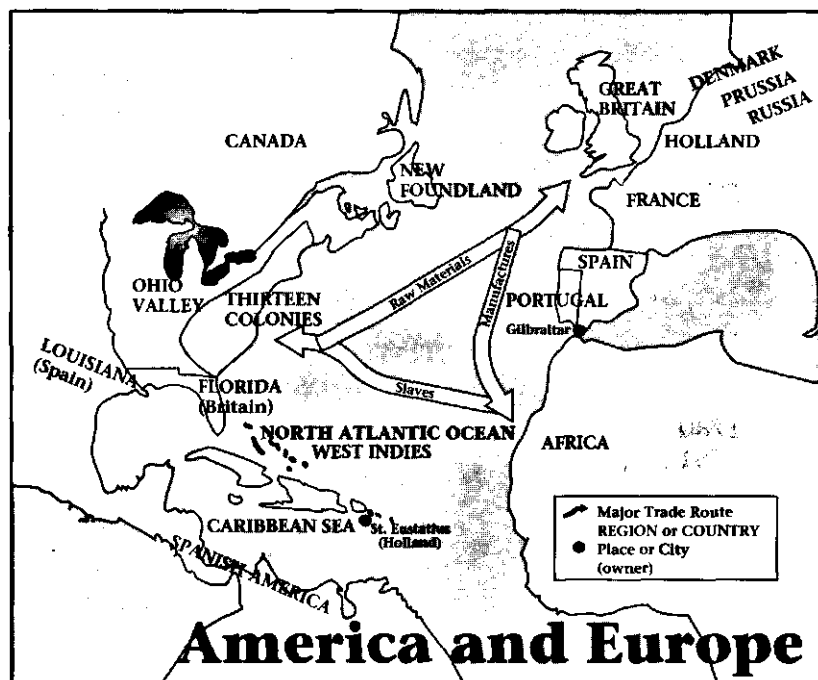 GREAT
BRITAIN
DENMARK
PRUSSIA
RUSSIA
CANADA
HOLLAND
NEW
FOUNDLAND
FRANCE
SPAIN
OHIO
VALLEY
THIRTEEN
COLONIES
Raw Materials
Manufactures
PORTUGAL
Gilbraltar
LOUISIANA
(Spain)
FLORIDA
(Britain)
Slaves
NORTH ATLANTIC OCEAN
WEST INDIES
AFRICA
CARIBBEAN SEA
St. Eustatius
(Holland)
SPANISH AMERICA
Major Trade Route
REGION or COUNTRY
Place or City
(owner)
America and Europe